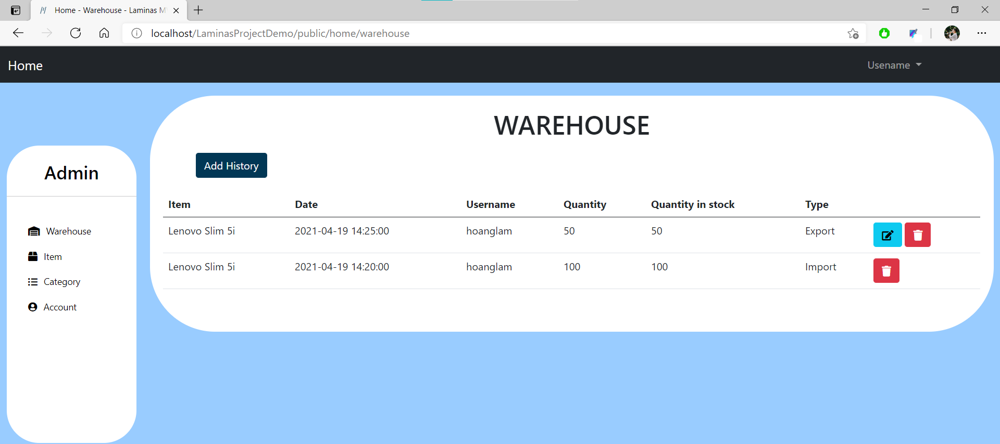 Home - Warehouse - Laminas M
localhost/LaminasProjectDemo/public/home/warehouse
Home
Usename
WAREHOUSE
Add History
Admin
Warehouse
Item
Category
Account
Item Date Username Quantity Quantity in stock Type
Lenovo Slim 5i 2021-04-19 14:25:00 hoanglam 50 50 Export
Lenovo Slim 5i 2021-04-19 14:20:00 hoanglam 100 100 Import